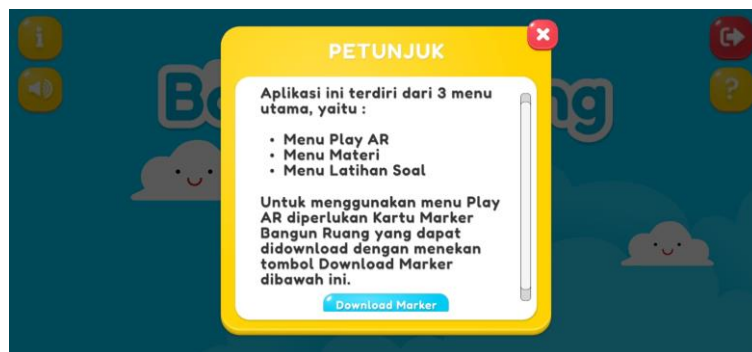 PETUNJUK
Aplikasi ini terdiri dari 3 menu
utama, yaitu :
• Menu Play AR
• Menu Materi
• Menu Latihan Soal
Untuk menggunakan menu Play
AR diperlukan Kartu Marker
Bangun Ruang yang dapat
didownload dengan menekan
tombol Download Marker
dibawah ini.
Download Marker